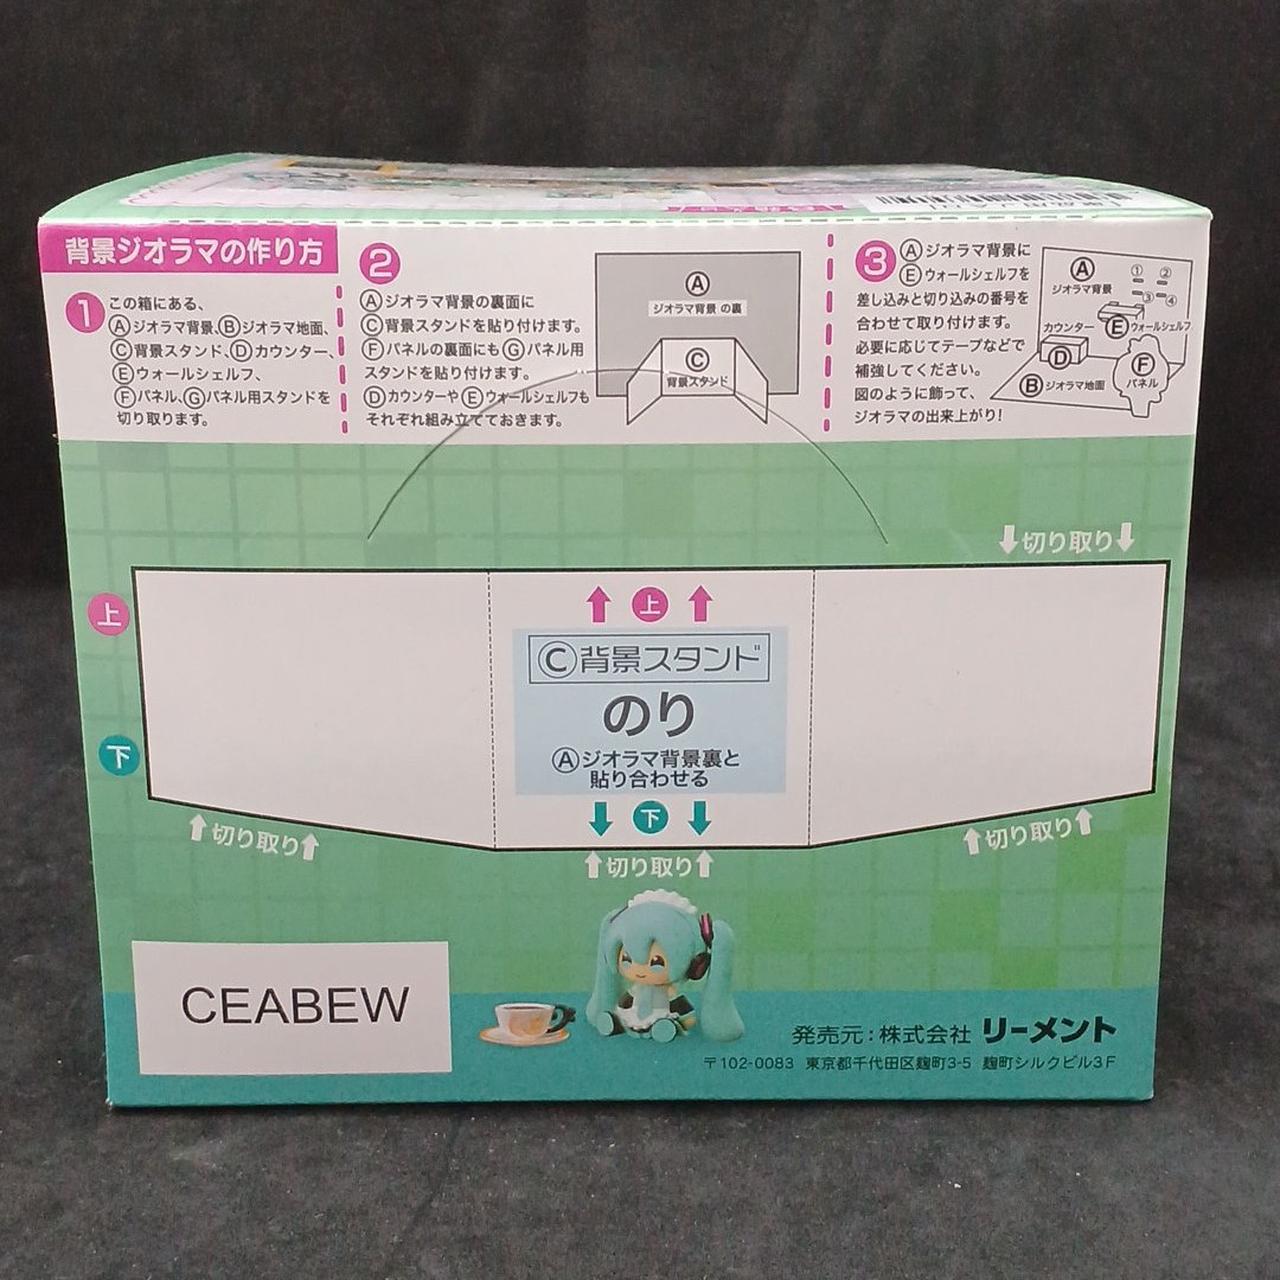 背景ジオラマの作り方
1
この箱にある、
Ⓐジオラマ背景、Ⓑジオラマ地面、
Ⓒ背景スタンド、Ⓓカウンター、
Ⓔウォールシェルフ、
Ⓕパネル、Ⓖパネル用スタンドを
切り取ります。
2
Ⓐジオラマ背景の裏面に
Ⓒ背景スタンドを貼り付けます。
Ⓕパネルの裏面にもⒼパネル用
スタンドを貼り付けます。
ⒹカウンターやⒺウォールシェルフも
それぞれ組み立てておきます。
Ⓐ
ジオラマ背景 の裏
Ⓒ
背景スタンド
3
Ⓐジオラマ背景に
Ⓔウォールシェルフを
差し込みと切り込みの番号を
合わせて取り付けます。
必要に応じてテープなどで
補強してください。
図のように飾って、
ジオラマの出来上がり!
Ⓐ
ジオラマ背景
① ②
③ ④
カウンター
Ⓓ
Ⓔウォールシェルフ
Ⓑジオラマ地面
Ⓕ
パネル
切り取り
上
上
Ⓒ背景スタンド
のり
Ⓐジオラマ背景裏と
貼り合わせる
下
下
切り取り
切り取り
切り取り
CEABEW
発売元:株式会社 リーメント
〒102-0083 東京都千代田区麹町3-5 麹町シルクビル3F